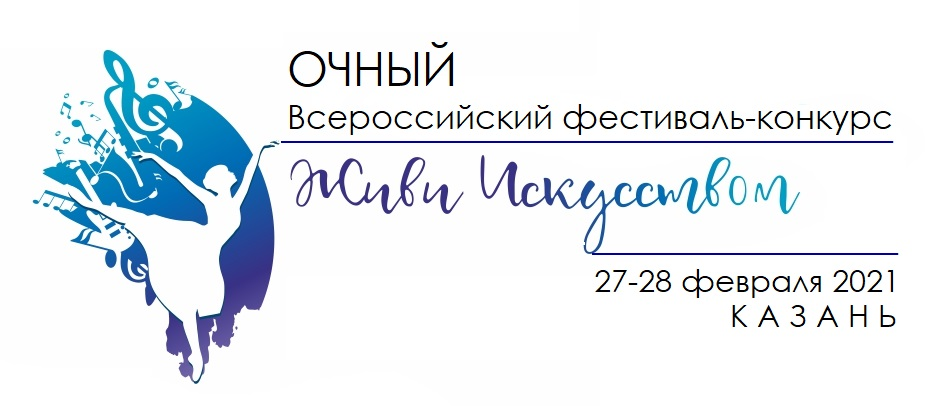 ОЧНЫЙ
Всероссийский фестиваль-конкурс
Живи Искусством
27-28 февраля 2021
КАЗАНЬ